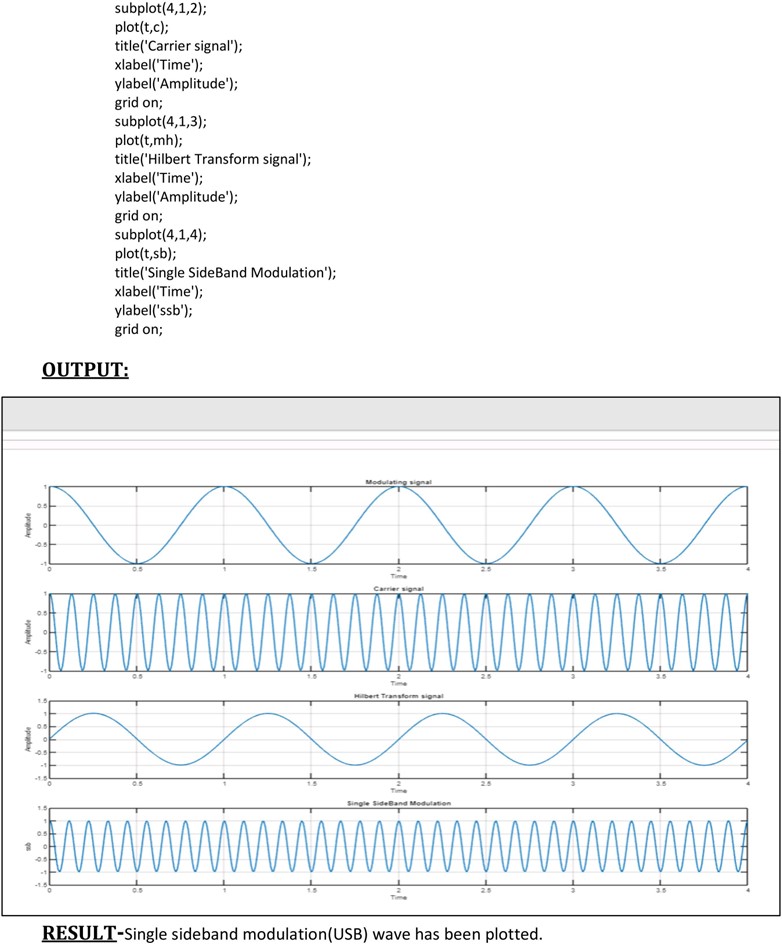 subplot(4,1,2);
plot(t,c);
title('Carrier signal');
xlabel('Time');
ylabel('Amplitude');
grid on;
subplot(4,1,3);
plot(t,mh);
title('Hilbert Transform signal');
xlabel('Time');
ylabel('Amplitude');
grid on;
subplot(4,1,4);
plot(t,sb);
title('Single SideBand Modulation');
xlabel('Time');
ylabel('ssb');
grid on;
OUTPUT:
Modulating signal
Amplitude
1
0.5
0
-0.5
-1
0 0.5 1 1.5 2 2.5 3 3.5 4
Time
Carrier signal
Amplitude
1
0.5
0
-0.5
-1
0 0.5 1 1.5 2 2.5 3 3.5 4
Time
Hilbert Transform signal
Amplitude
1.5
1
0.5
0
-0.5
-1
-1.5
0 0.5 1 1.5 2 2.5 3 3.5 4
Time
Single SideBand Modulation
ssb
1.5
1
0.5
0
-0.5
-1
-1.5
0 0.5 1 1.5 2 2.5 3 3.5 4
Time
RESULT-Single sideband modulation(USB) wave has been plotted.